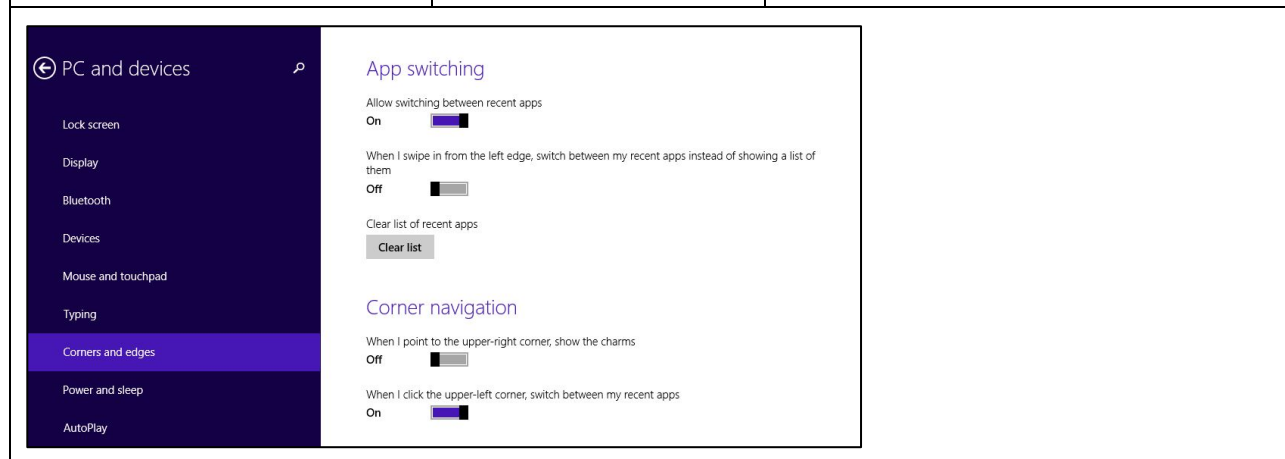 PC and devices
Lock screen
Display
Bluetooth
Devices
Mouse and touchpad
Typing
Corners and edges
Power and sleep
AutoPlay
App switching
Allow switching between recent apps
On
When I swipe in from the left edge, switch between my recent apps instead of showing a list of
them
Off
Clear list of recent apps
Clear list
Corner navigation
When I point to the upper-right corner, show the charms
Off
When I click the upper-left corner, switch between my recent apps
On